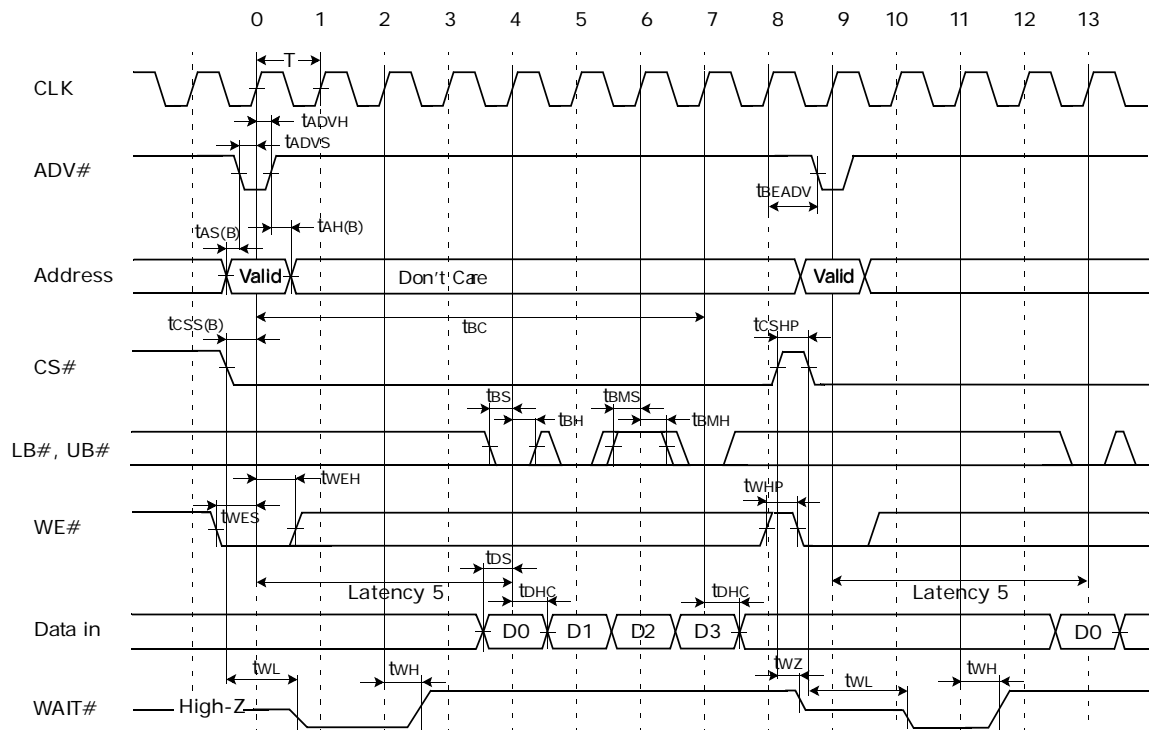 0 1 2 3 4 5 6 7 8 9 10 11 12 13
T
CLK
tADVH
tADVS
ADV#
tBEADV
tAS(B)
tAH(B)
Address
Valid
Don't Care
Valid
tCSS(B)
tBC
tCSHP
CS#
tBS
tBH
tBMS
tBMH
LB#, UB#
tWEH
tWHP
tWES
WE#
tDS
Latency 5
tDHC
tDHC
Latency 5
Data in
D0
D1
D2
D3
D0
tWL
tWH
tWZ
tWL
tWH
WAIT#
High-Z